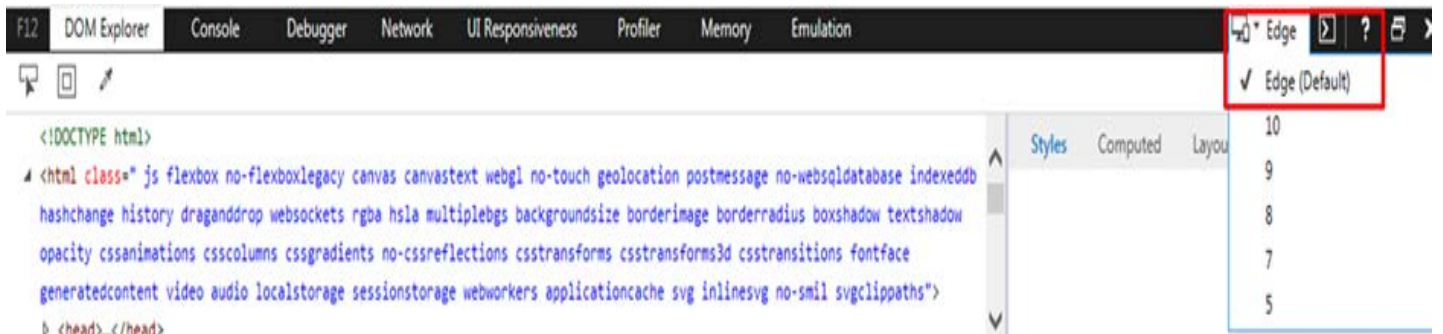 F12 DOM Explorer Console Debugger Network UI Responsiveness Profiler Memory Emulation Edge ?
Edge (Default)
10
9
8
7
5
Styles Computed Layou
<!DOCTYPE html>
<html class=" js flexbox no-flexboxlegacy canvas canvastext webgl no-touch geolocation postmessage no-websqldatabase indexeddb
hashchange history draganddrop websockets rgba hsla multiplebgs backgroundsize borderimage borderradius boxshadow textshadow
opacity cssanimations csscolumns cssgradients no-cssreflections csstransforms csstransforms3d csstransitions fontface
generatedcontent video audio localstorage sessionstorage webworkers applicationcache svg inlinesvg no-smil svgclippaths">
<head>…</head>